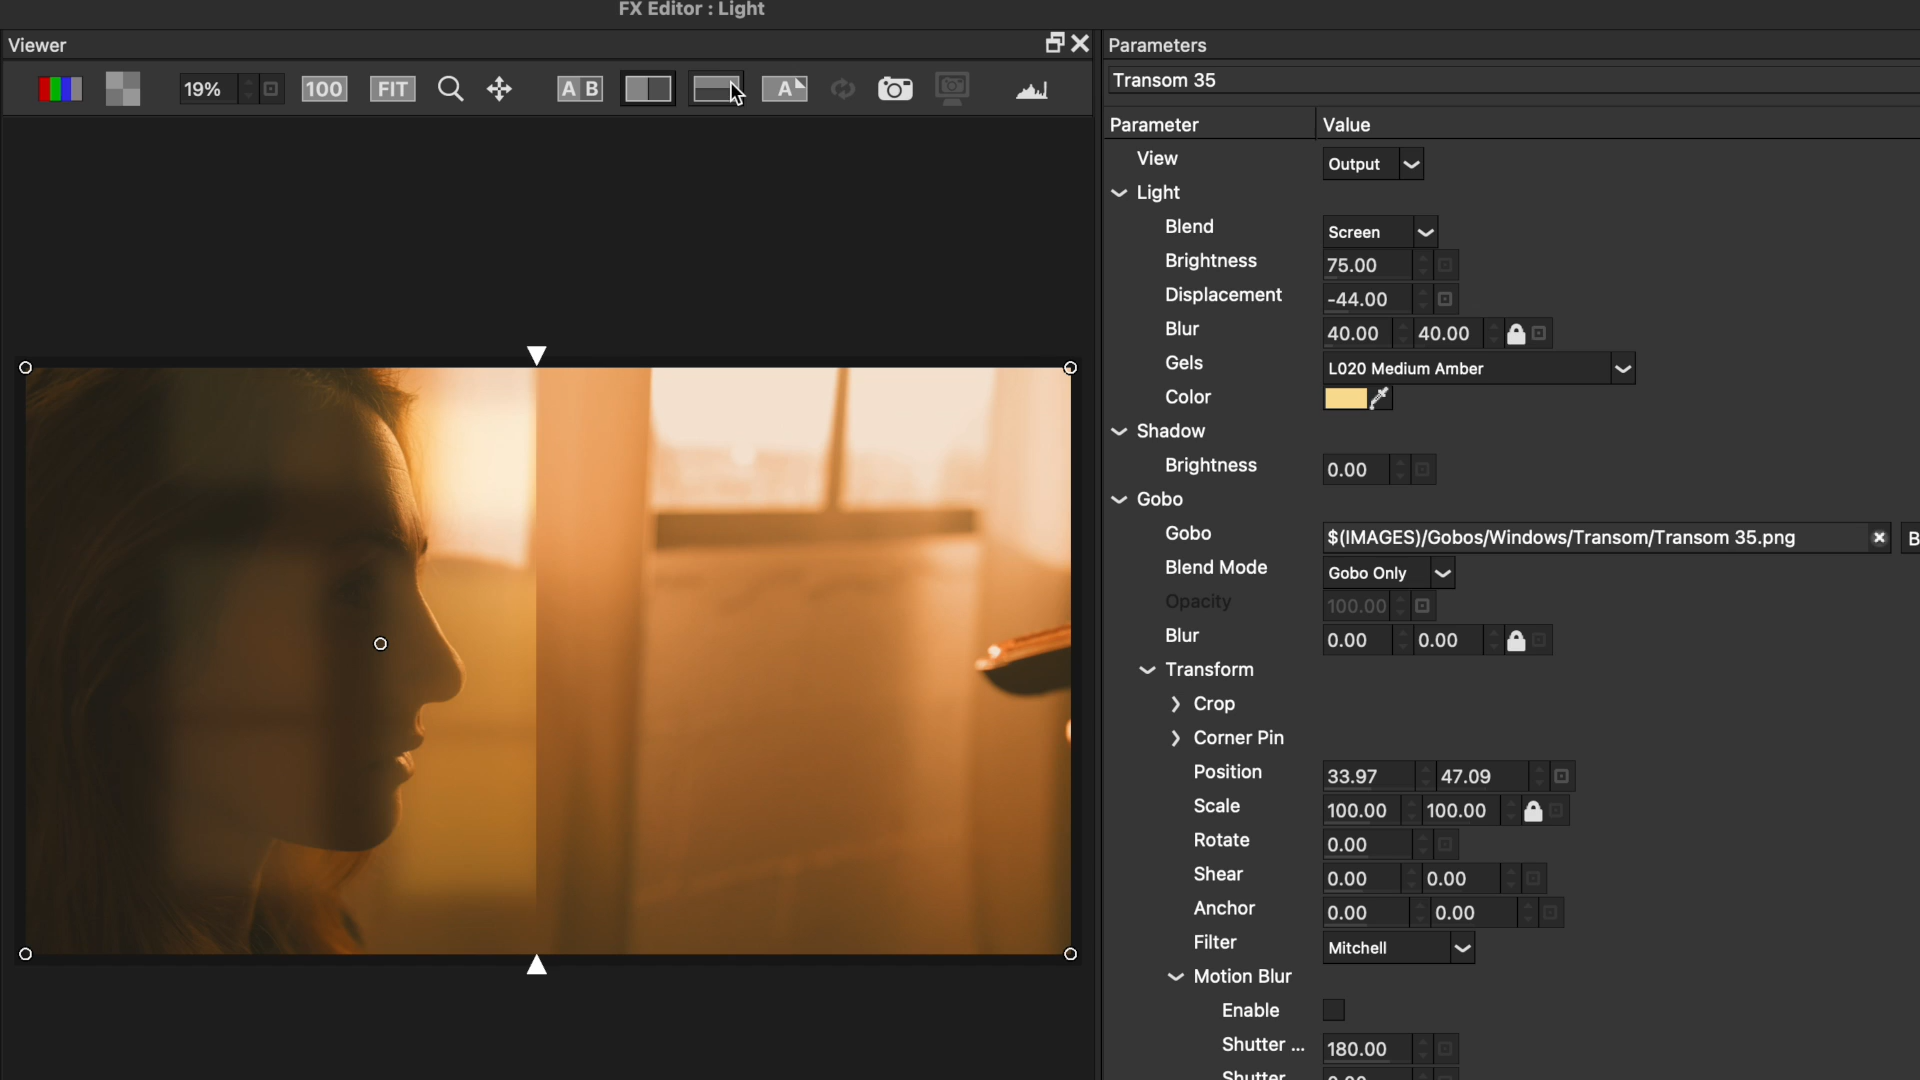 FX Editor : Light
Viewer
Parameters
19%
100
FIT
A B
A
Transom 35
Parameter Value
View Output
Light
Blend Screen
Brightness 75.00
Displacement -44.00
Blur 40.00 40.00
Gels L020 Medium Amber
Color
Shadow
Brightness 0.00
Gobo
Gobo $(IMAGES)/Gobos/Windows/Transom/Transom 35.png B
Blend Mode Gobo Only
Opacity 100.00
Blur 0.00 0.00
Transform
Crop
Corner Pin
Position 33.97 47.09
Scale 100.00 100.00
Rotate 0.00
Shear 0.00 0.00
Anchor 0.00 0.00
Filter Mitchell
Motion Blur
Enable
Shutter ... 180.00
Shutter 0.00